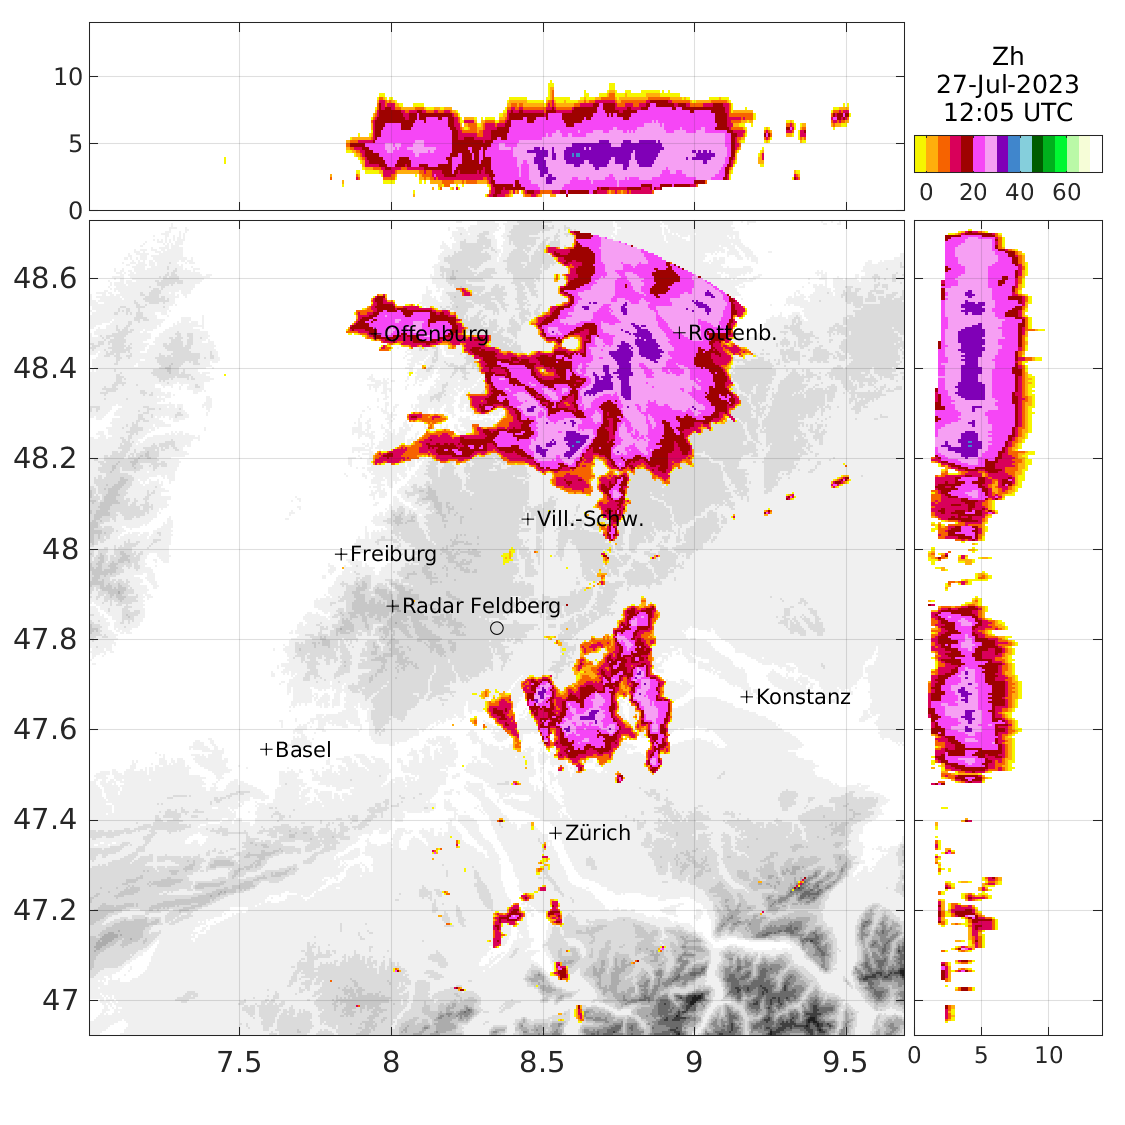 Zh
27-Jul-2023
12:05 UTC
10
5
0
0 20 40 60
48.6
48.4
48.2
48
47.8
47.6
47.4
47.2
47
Offenburg
Rottenb.
Vill.-Schw.
Freiburg
Radar Feldberg
Konstanz
Basel
Zürich
7.5 8 8.5 9 9.5
0 5 10